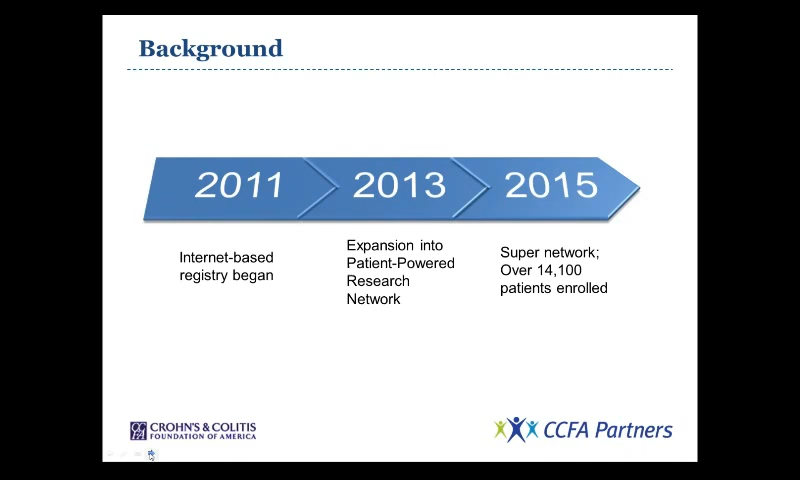 Background
2011
2013
2015
Internet-based
registry began
Expansion into
Patient-Powered
Research
Network
Super network;
Over 14,100
patients enrolled
CROHN'S & COLITIS
FOUNDATION OF AMERICA
CCFA Partners